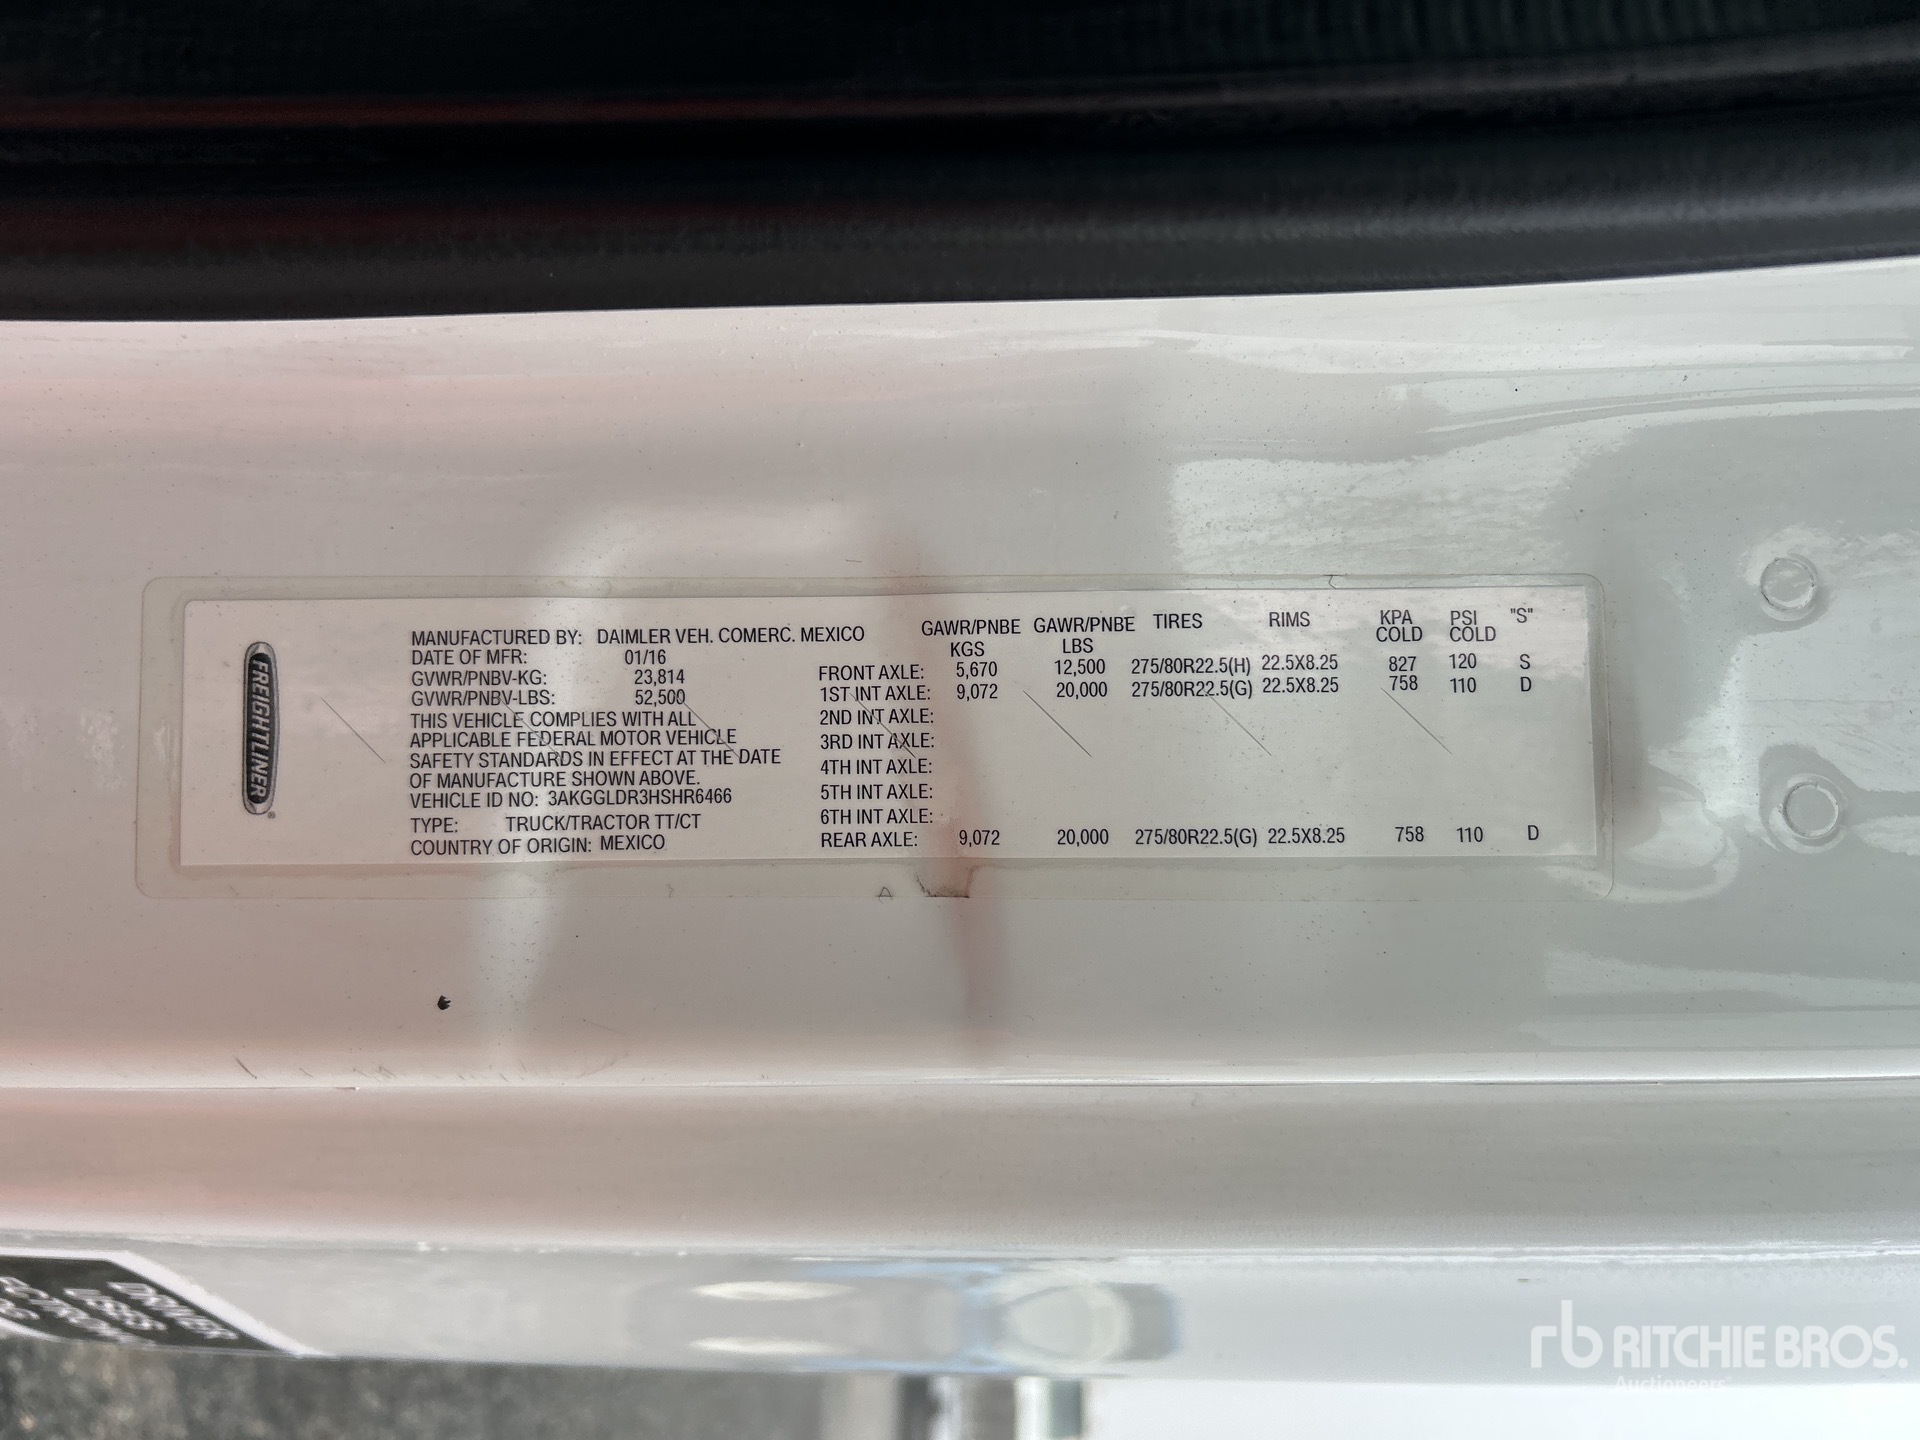 FREIGHTLINER®
MANUFACTURED BY: DAIMLER VEH. COMERC. MEXICO
DATE OF MFR: 01/16
GVWR/PNBV-KG: 23,814
GVWR/PNBV-LBS: 52,500
THIS VEHICLE COMPLIES WITH ALL
APPLICABLE FEDERAL MOTOR VEHICLE
SAFETY STANDARDS IN EFFECT AT THE DATE
OF MANUFACTURE SHOWN ABOVE.
VEHICLE ID NO: 3AKGGLDR3HSHR6466
TYPE: TRUCK/TRACTOR TT/CT
COUNTRY OF ORIGIN: MEXICO
GAWR/PNBE GAWR/PNBE TIRES RIMS KPA PSI "S"
KGS LBS COLD COLD
FRONT AXLE: 5,670 12,500 275/80R22.5(H) 22.5X8.25 827 120 S
1ST INT AXLE: 9,072 20,000 275/80R22.5(G) 22.5X8.25 758 110 D
2ND INT AXLE:
3RD INT AXLE:
4TH INT AXLE:
5TH INT AXLE:
6TH INT AXLE:
REAR AXLE: 9,072 20,000 275/80R22.5(G) 22.5X8.25 758 110 D
rb RITCHIE BROS.
Auctioneers